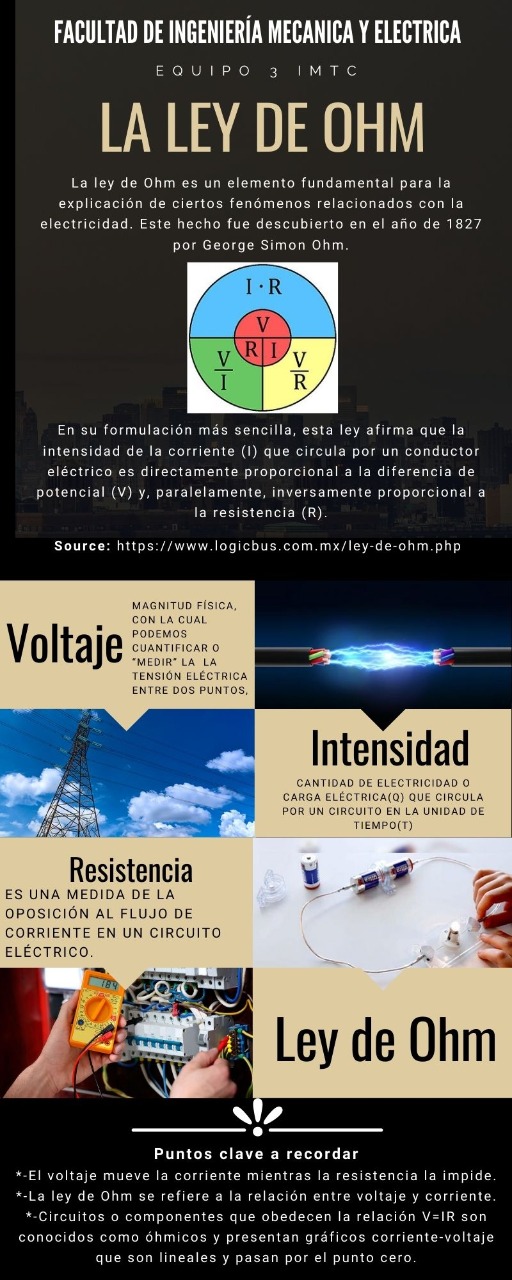 FACULTAD DE INGENIERÍA MECANICA Y ELECTRICA
EQUIPO 3 IMTC
LA LEY DE OHM
La ley de Ohm es un elemento fundamental para la
explicación de ciertos fenómenos relacionados con la
electricidad. Este hecho fue descubierto en el año de 1827
por George Simon Ohm.
I · R
V
R I
V/I
V/R
En su formulación más sencilla, esta ley afirma que la
intensidad de la corriente (I) que circula por un conductor
eléctrico es directamente proporcional a la diferencia de
potencial (V) y, paralelamente, inversamente proporcional a
la resistencia (R).
Source: https://www.logicbus.com.mx/ley-de-ohm.php
Voltaje
MAGNITUD FÍSICA,
CON LA CUAL
PODEMOS
CUANTIFICAR O
"MEDIR" LA LA
TENSIÓN ELÉCTRICA
ENTRE DOS PUNTOS,
Intensidad
CANTIDAD DE ELECTRICIDAD O
CARGA ELÉCTRICA(Q) QUE CIRCULA
POR UN CIRCUITO EN LA UNIDAD DE
TIEMPO(T)
Resistencia
ES UNA MEDIDA DE LA
OPOSICIÓN AL FLUJO DE
CORRIENTE EN UN CIRCUITO
ELÉCTRICO.
184
Ley de Ohm
Puntos clave a recordar
*-El voltaje mueve la corriente mientras la resistencia la impide.
*-La ley de Ohm se refiere a la relación entre voltaje y corriente.
*-Circuitos o componentes que obedecen la relación V=IR son
conocidos como óhmicos y presentan gráficos corriente-voltaje
que son lineales y pasan por el punto cero.